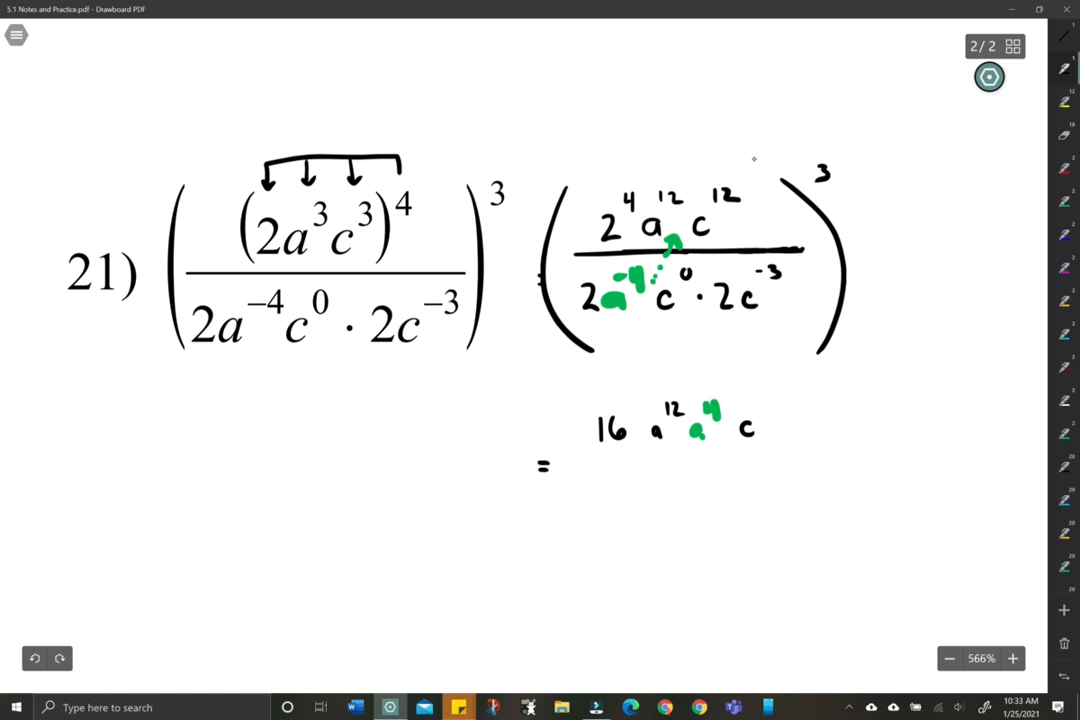 5.1 Notes and Practice.pdf - Drawboard PDF
2 / 2
21) ((2a³c³)⁴ / (2a⁻⁴c⁰ · 2c⁻³))³ = ((2⁴a¹²c¹²) / (2a⁻⁴c⁰ · 2c⁻³))³
= 16 a¹² a⁴ c
566%
Type here to search
10:33 AM
1/25/2021